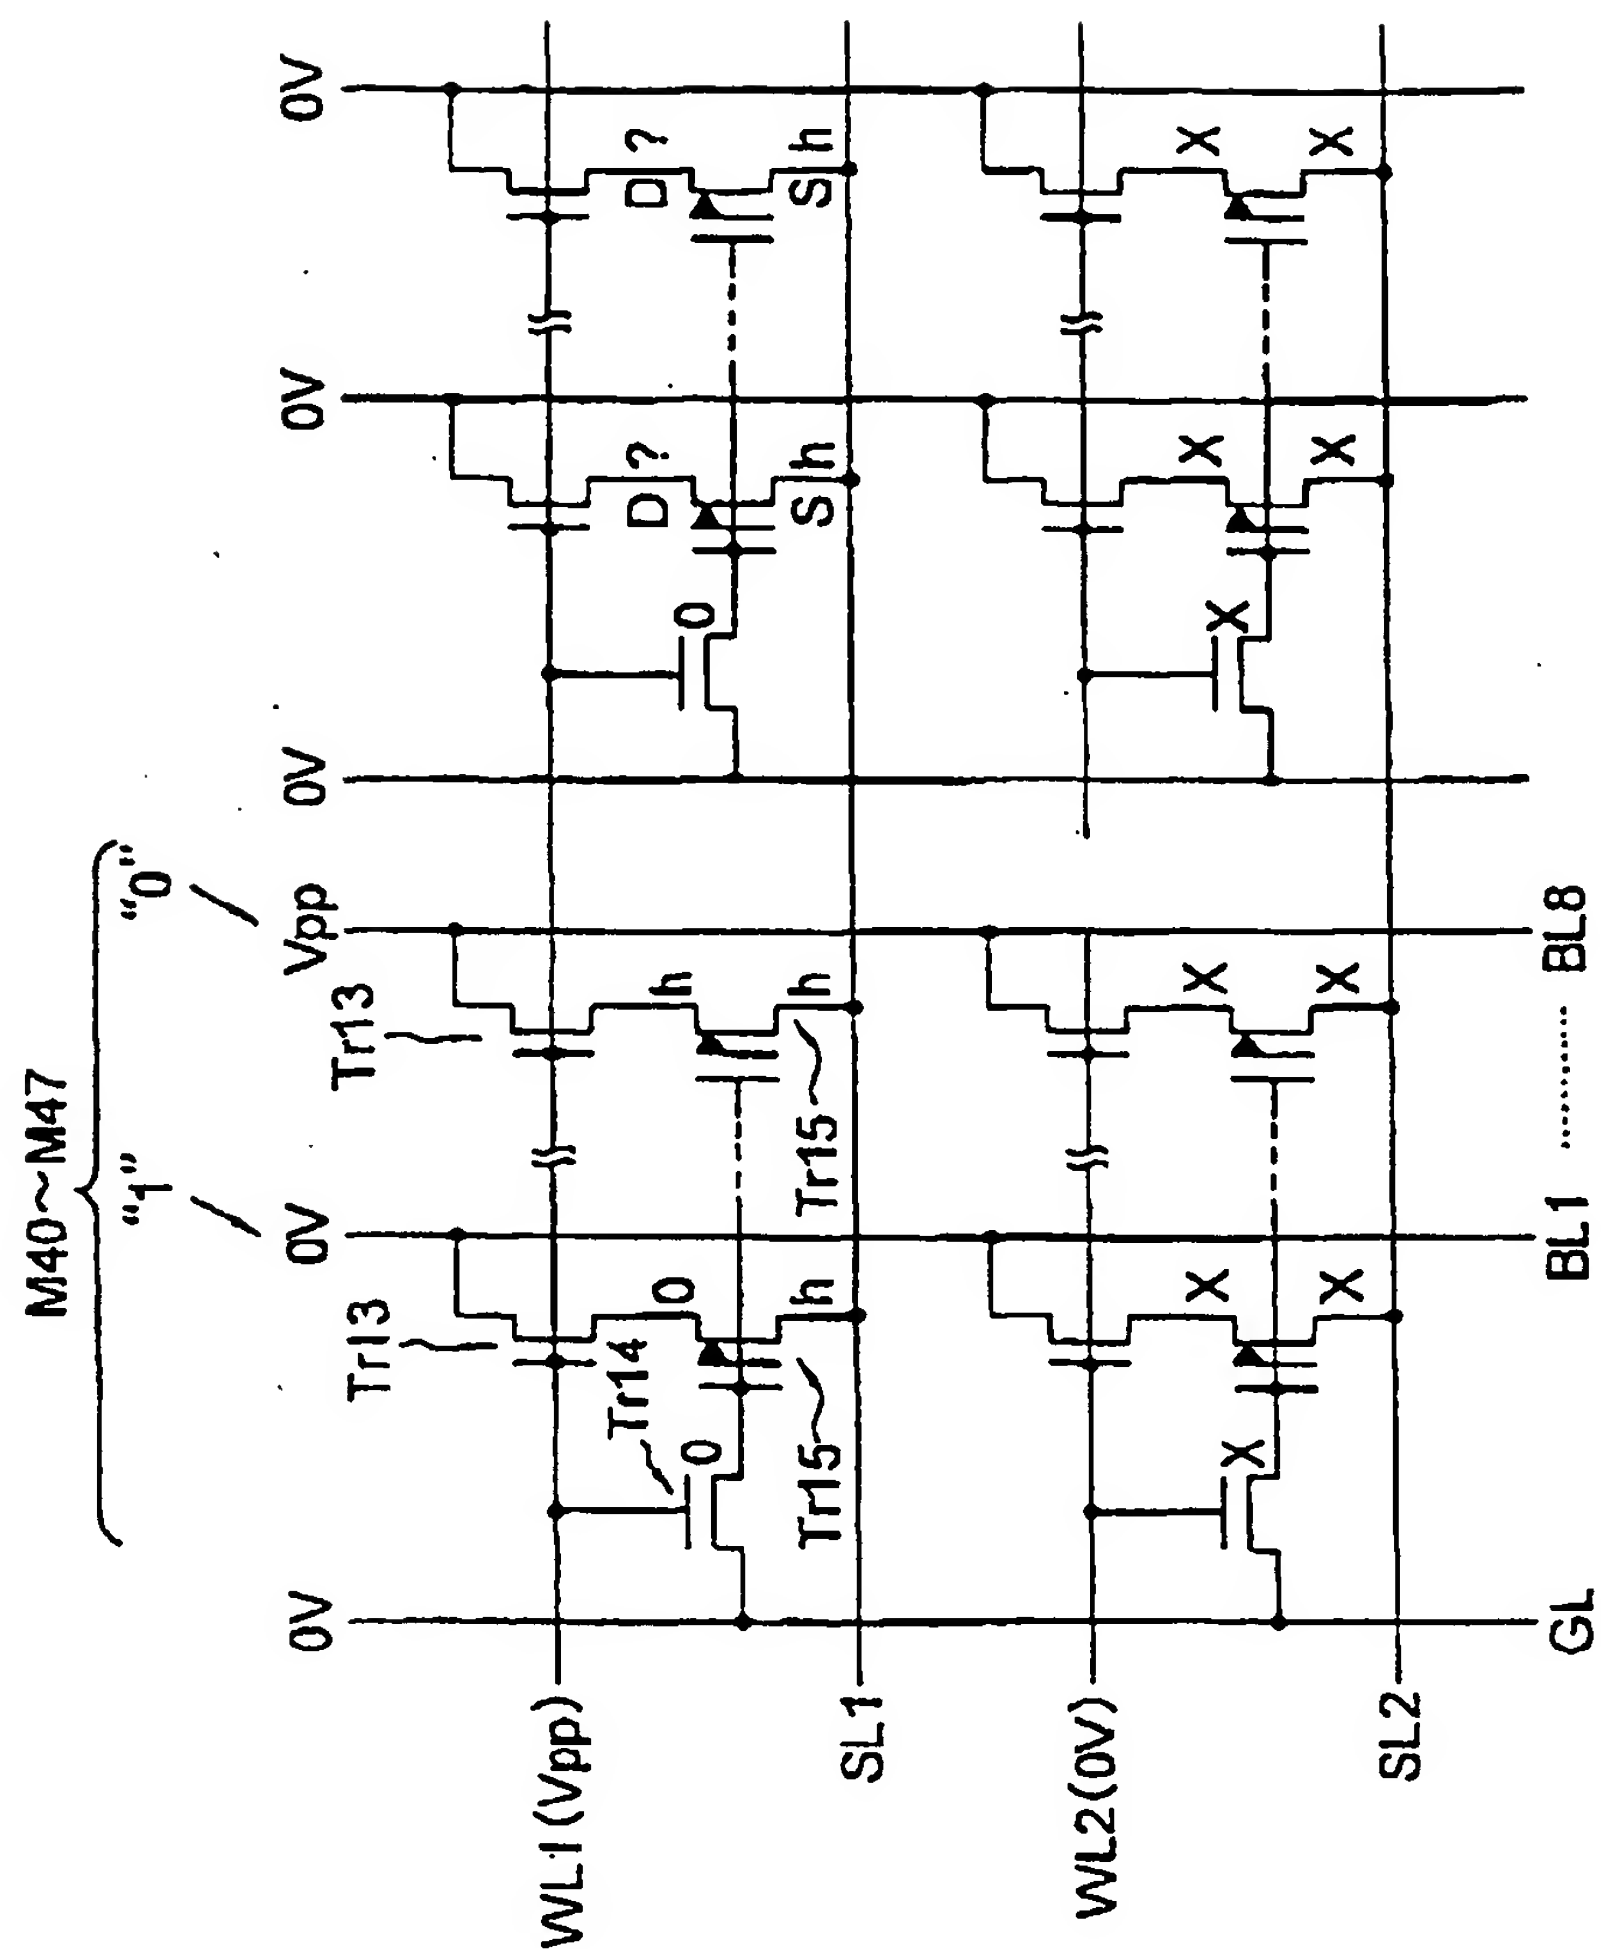 M40~M47
"1" "0"
0V 0V Vpp 0V 0V 0V
Tr13 Tr13
WL1(Vpp)
Tr14 0 h D ? D ?
0 0
h h S h S h
Tr15 Tr15
SL1
WL2(0V)
X X X X
X X
X X X X
SL2
GL BL1 ........ BL8